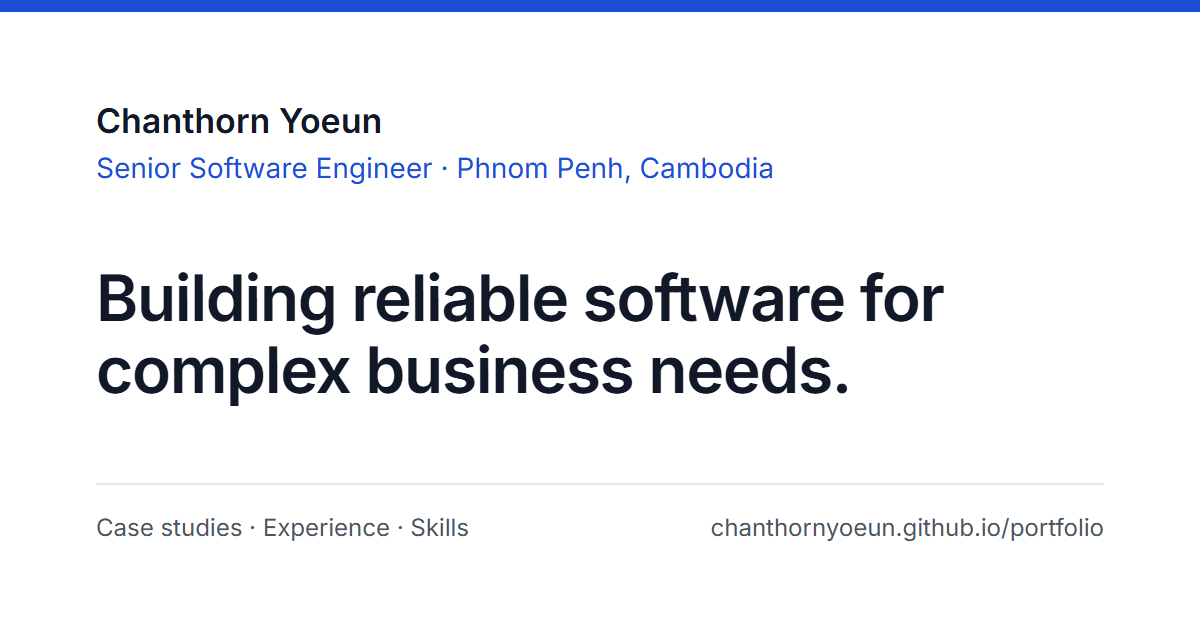 Chanthorn Yoeun
Senior Software Engineer · Phnom Penh, Cambodia
Building reliable software for
complex business needs.
Case studies · Experience · Skills
chanthornyoeun.github.io/portfolio